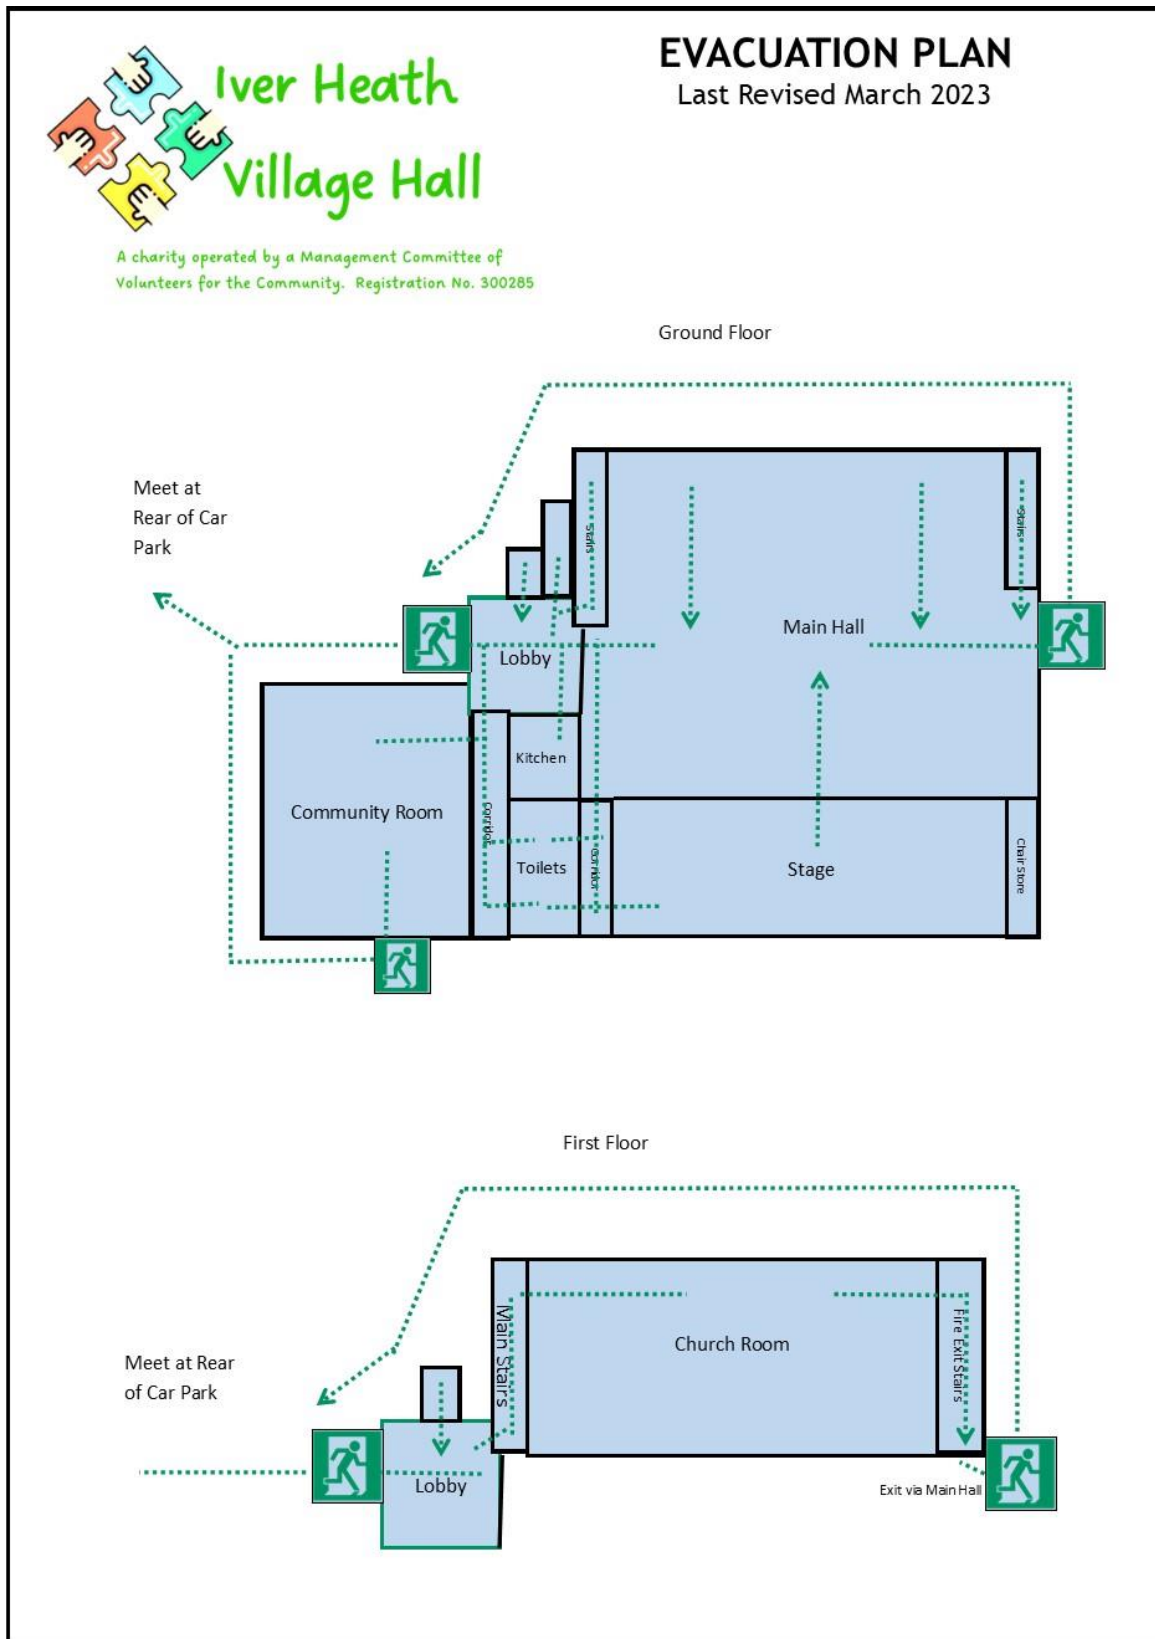 Iver Heath
Village Hall
EVACUATION PLAN
Last Revised March 2023
A charity operated by a Management Committee of
Volunteers for the Community. Registration No. 300285
Ground Floor
Meet at
Rear of Car
Park
Stairs
Stairs
Main Hall
Lobby
Kitchen
Community Room
Corridor
Toilets
Corridor
Stage
Chair Store
First Floor
Main Stairs
Church Room
Fire Exit Stairs
Meet at Rear
of Car Park
Lobby
Exit via Main Hall